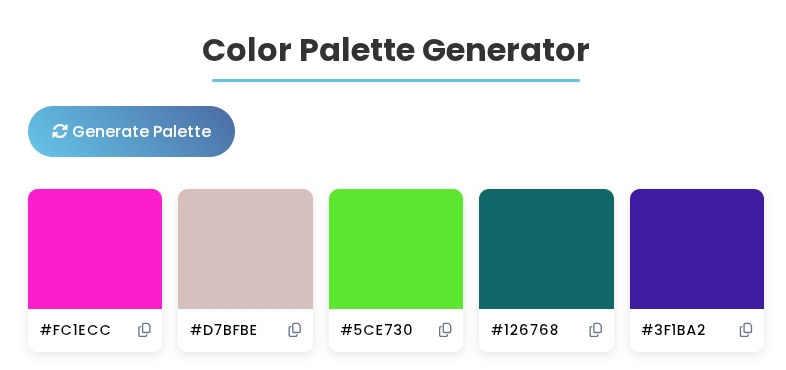 Color Palette Generator
Generate Palette
#FC1ECC
#D7BFBE
#5CE730
#126768
#3F1BA2